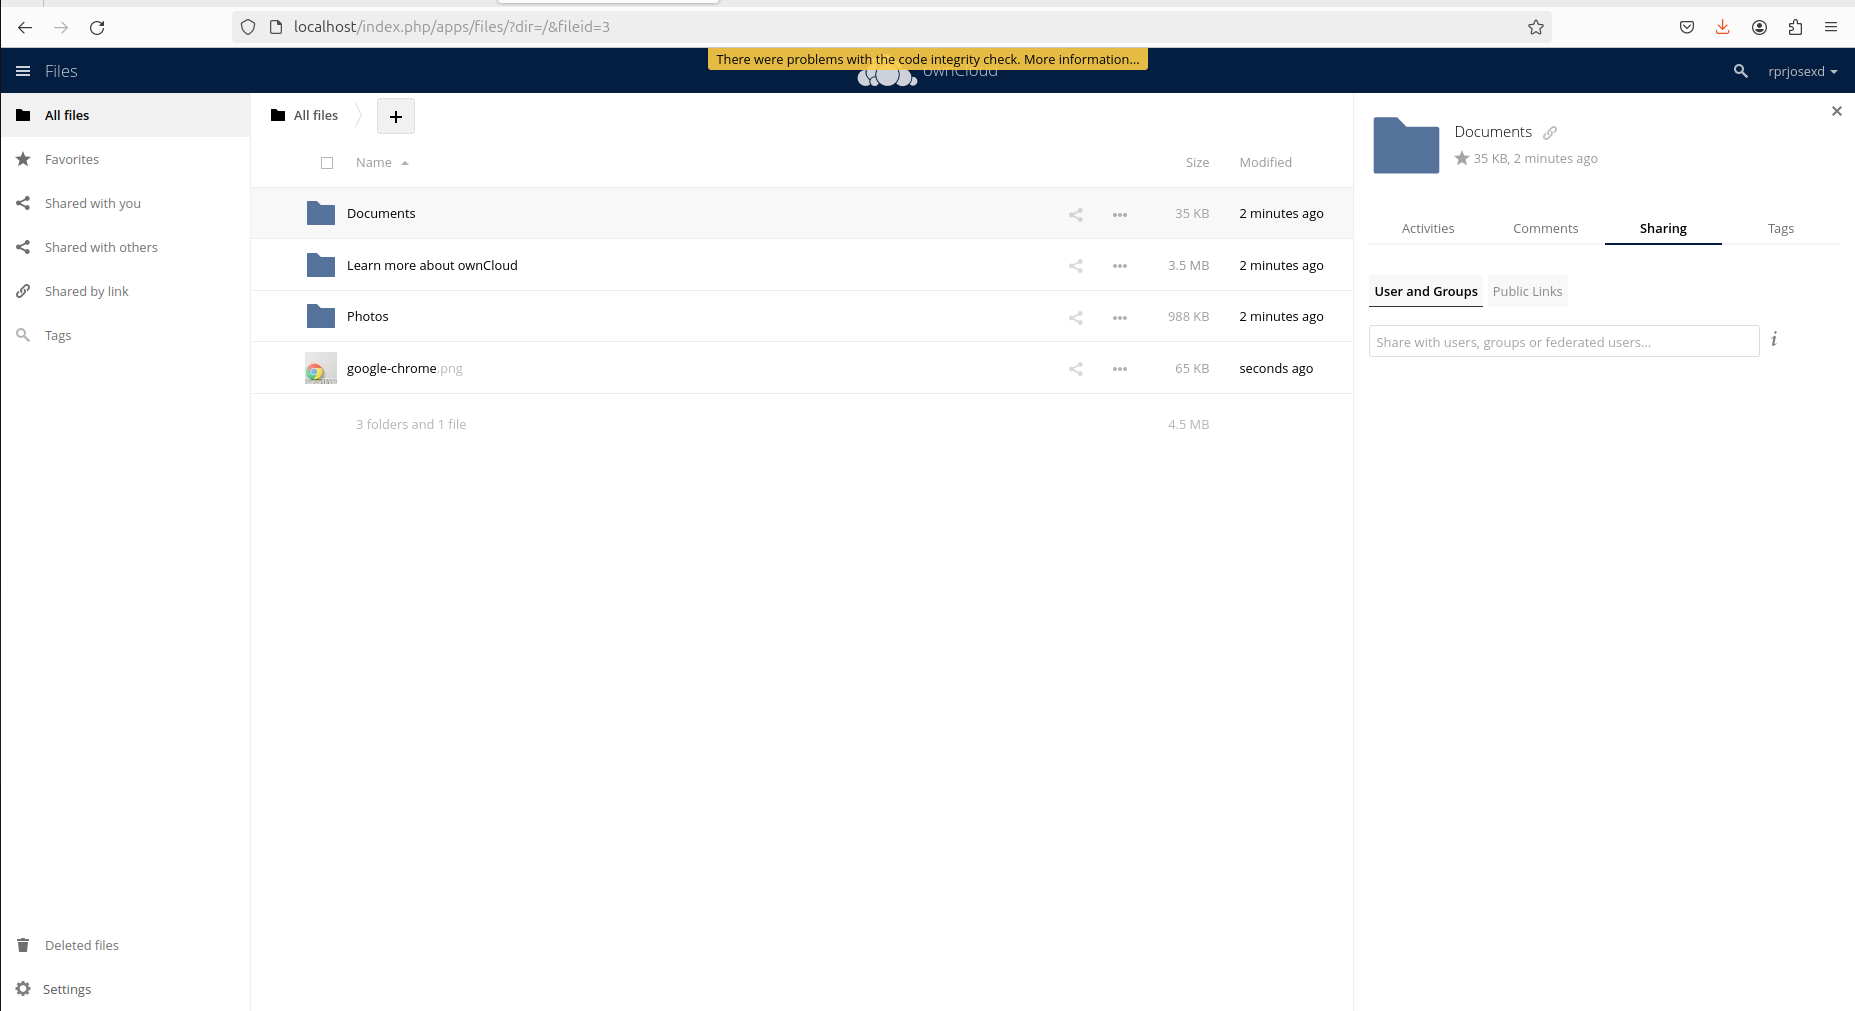 localhost/index.php/apps/files/?dir=/&fileid=3
There were problems with the code integrity check. More information...
Files
ownCloud
rprjosexd
All files
Favorites
Shared with you
Shared with others
Shared by link
Tags
Deleted files
Settings
All files
+
Name Size Modified
Documents 35 KB 2 minutes ago
Learn more about ownCloud 3.5 MB 2 minutes ago
Photos 988 KB 2 minutes ago
google-chrome.png 65 KB seconds ago
3 folders and 1 file 4.5 MB
Documents
35 KB, 2 minutes ago
Activities Comments Sharing Tags
User and Groups Public Links
Share with users, groups or federated users...
i